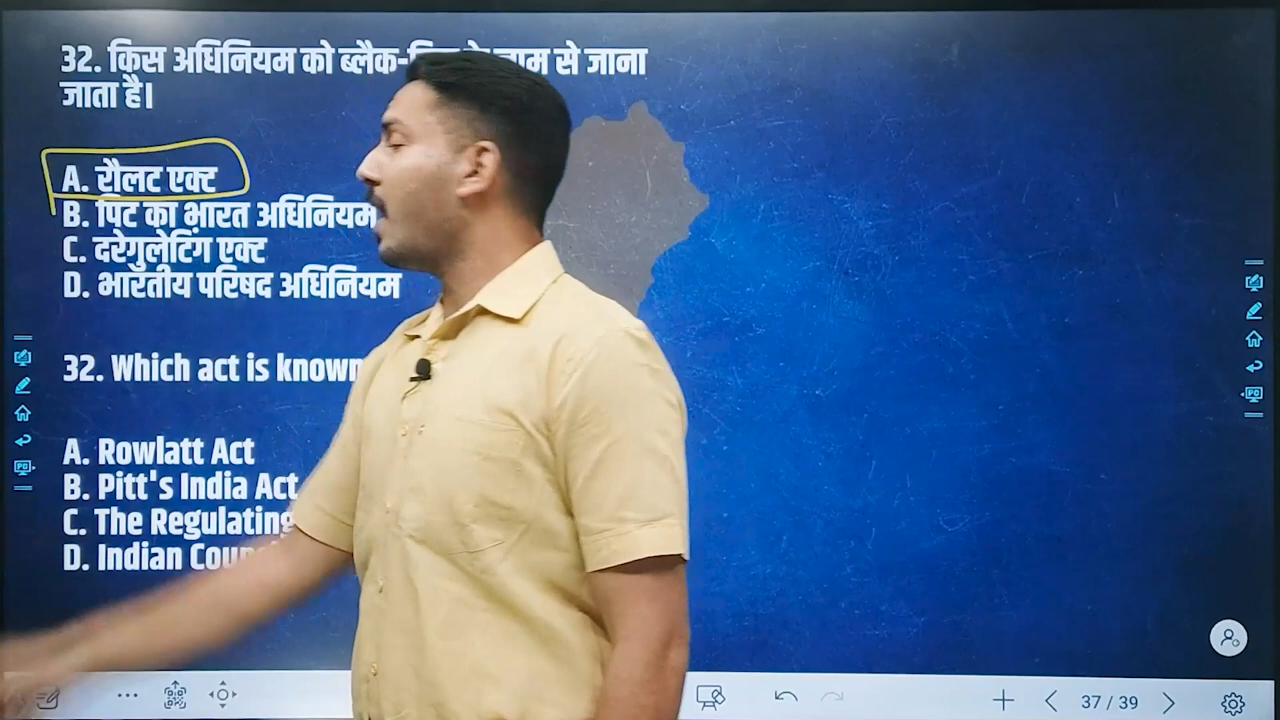 32. किस अधिनियम को ब्लैक- नाम से जाना
जाता है।
A. रौलट एक्ट
B. पिट का भारत अधिनियम
C. दरेगुलेटिंग एक्ट
D. भारतीय परिषद अधिनियम
32. Which act is known
A. Rowlatt Act
B. Pitt's India Act
C. The Regulating
D. Indian
37 / 39